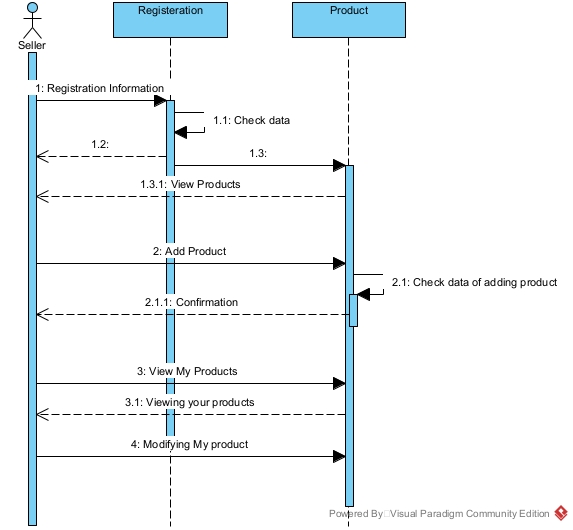 Registeration
Product
Seller
1: Registration Information
1.1: Check data
1.2:
1.3:
1.3.1: View Products
2: Add Product
2.1: Check data of adding product
2.1.1: Confirmation
3: View My Products
3.1: Viewing your products
4: Modifying My product
Powered By Visual Paradigm Community Edition